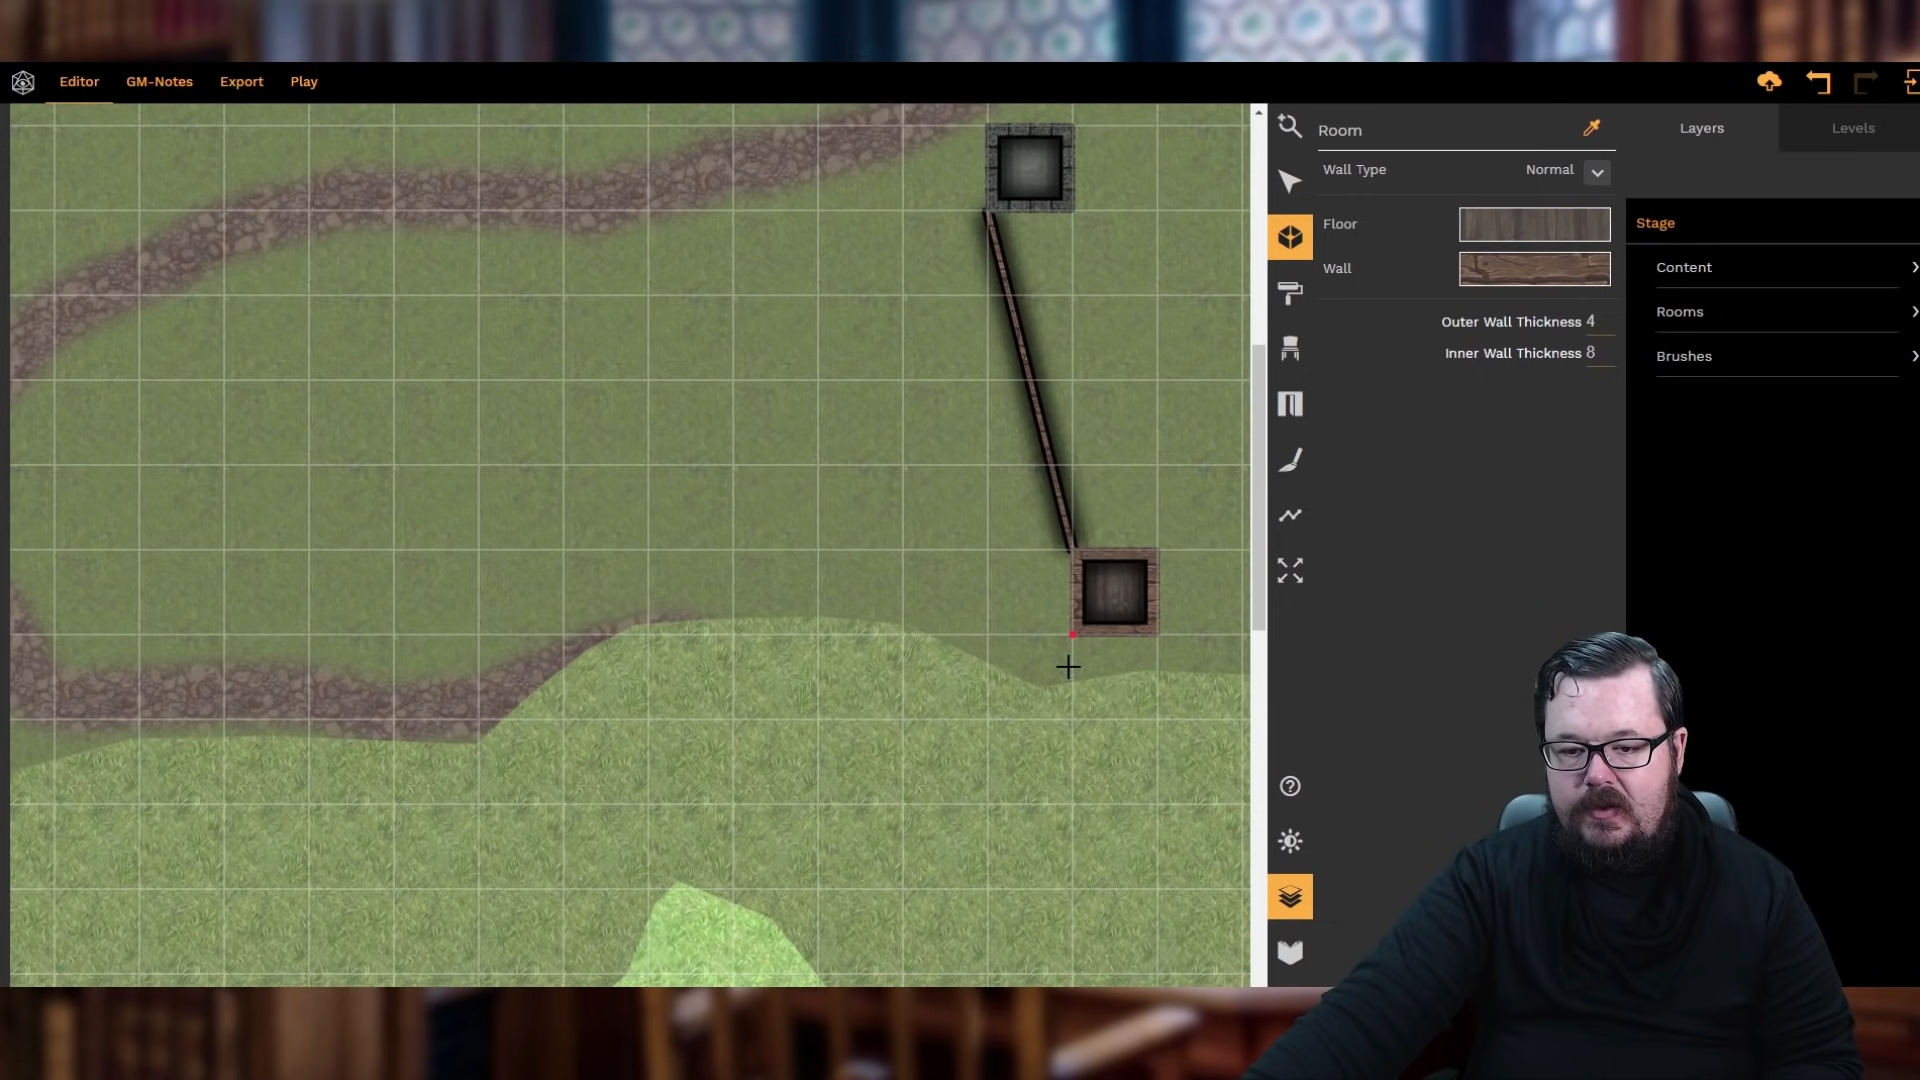 Editor GM-Notes Export Play
Room
Layers Levels
Wall Type Normal
Floor
Wall
Outer Wall Thickness 4
Inner Wall Thickness 8
Stage
Content
Rooms
Brushes